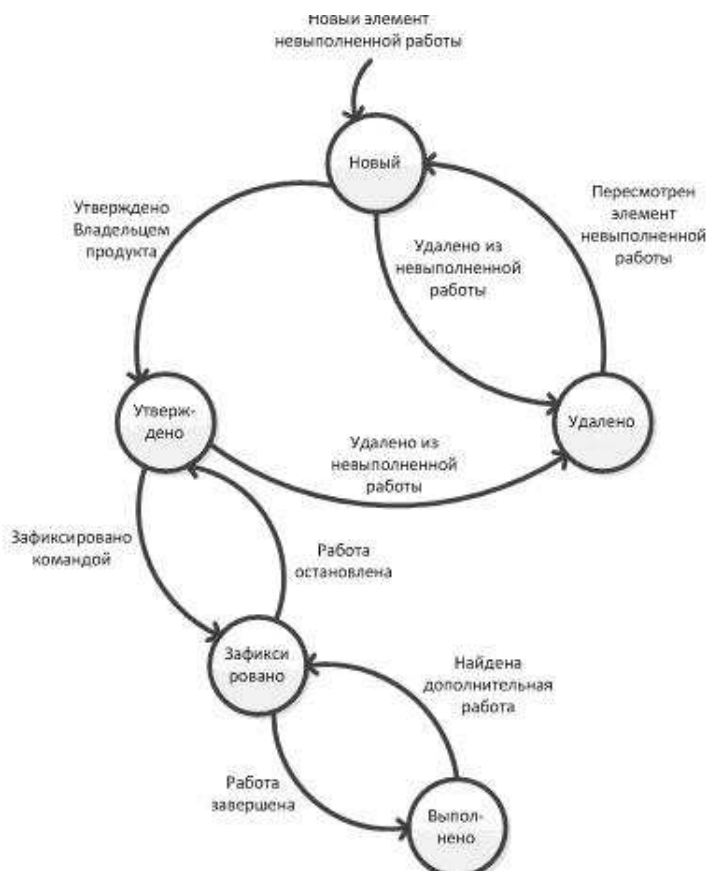 Новый элемент
невыполненной работы
Новый
Утверждено
Владельцем
продукта
Удалено из
невыполненной
работы
Пересмотрен
элемент
невыполненной
работы
Утверж-
дено
Удалено
Удалено из
невыполненной
работы
Зафиксировано
командой
Работа
остановлена
Зафикси
ровано
Найдена
дополнительная
работа
Работа
завершена
Выпол-
нено